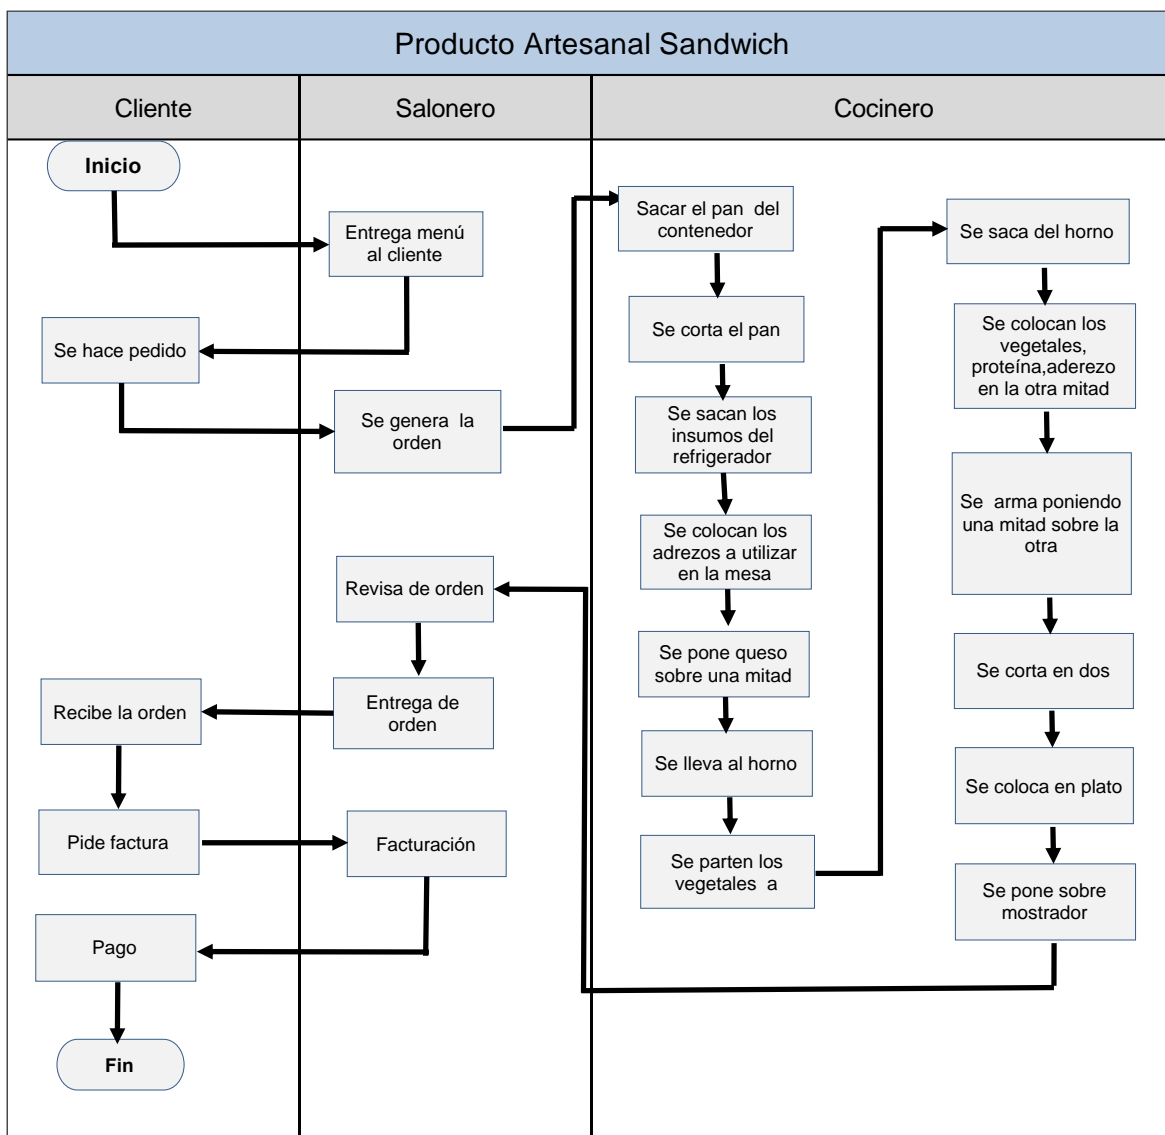 Producto Artesanal Sandwich
Cliente
Salonero
Cocinero
Inicio
Entrega menú
al cliente
Se hace pedido
Se genera la
orden
Sacar el pan del
contenedor
Se corta el pan
Se sacan los
insumos del
refrigerador
Se colocan los
adrezos a utilizar
en la mesa
Se pone queso
sobre una mitad
Se lleva al horno
Se parten los
vegetales a
Se saca del horno
Se colocan los
vegetales,
proteína,aderezo
en la otra mitad
Se arma poniendo
una mitad sobre la
otra
Se corta en dos
Se coloca en plato
Se pone sobre
mostrador
Revisa de orden
Entrega de
orden
Recibe la orden
Pide factura
Facturación
Pago
Fin